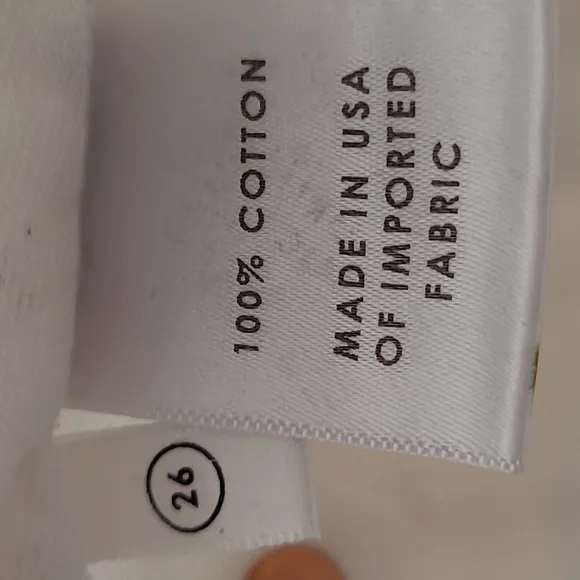 100% COTTON
MADE IN USA
OF IMPORTED
FABRIC
26